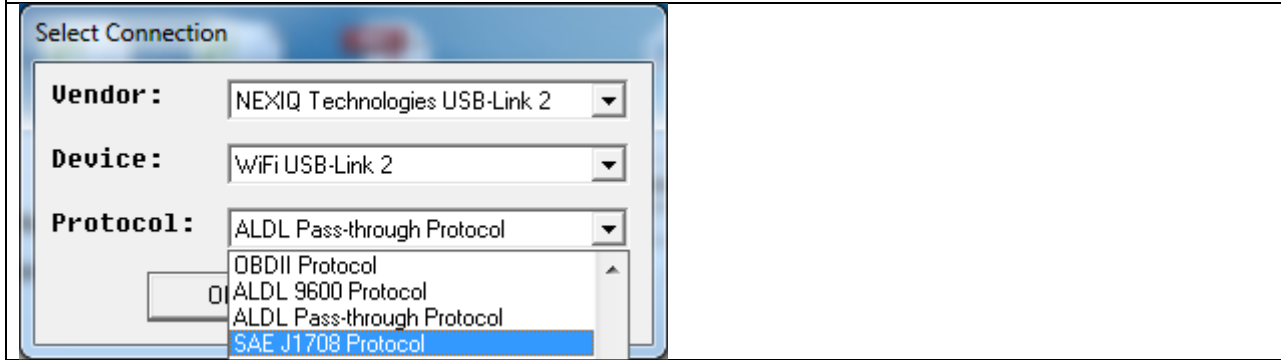 Select Connection
Vendor: NEXIQ Technologies USB-Link 2
Device: WiFi USB-Link 2
Protocol: ALDL Pass-through Protocol
OBDII Protocol
ALDL 9600 Protocol
ALDL Pass-through Protocol
SAE J1708 Protocol